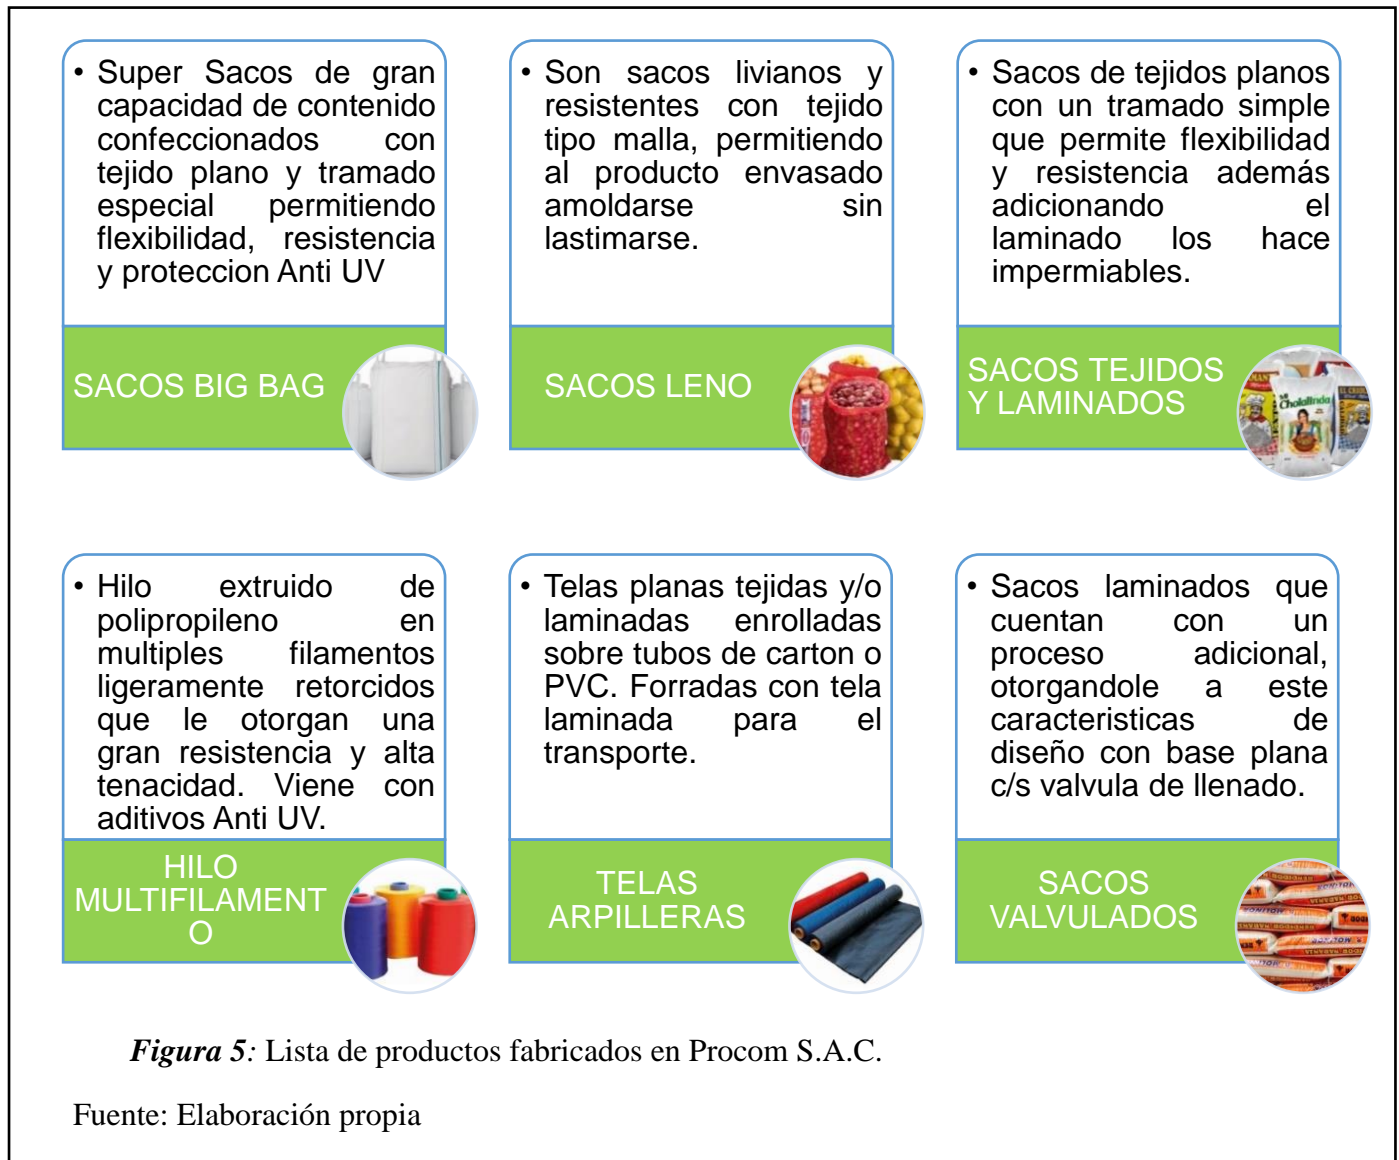 • Super Sacos de gran
capacidad de contenido
confeccionados con
tejido plano y tramado
especial permitiendo
flexibilidad, resistencia
y proteccion Anti UV
SACOS BIG BAG
• Son sacos livianos y
resistentes con tejido
tipo malla, permitiendo
al producto envasado
amoldarse sin
lastimarse.
SACOS LENO
• Sacos de tejidos planos
con un tramado simple
que permite flexibilidad
y resistencia además
adicionando el
laminado los hace
impermiables.
SACOS TEJIDOS
Y LAMINADOS
Cholalinda
• Hilo extruido de
polipropileno en
multiples filamentos
ligeramente retorcidos
que le otorgan una
gran resistencia y alta
tenacidad. Viene con
aditivos Anti UV.
HILO
MULTIFILAMENT
O
• Telas planas tejidas y/o
laminadas enrolladas
sobre tubos de carton o
PVC. Forradas con tela
laminada para el
transporte.
TELAS
ARPILLERAS
• Sacos laminados que
cuentan con un
proceso adicional,
otorgandole a este
caracteristicas de
diseño con base plana
c/s valvula de llenado.
SACOS
VALVULADOS
Figura 5: Lista de productos fabricados en Procom S.A.C.
Fuente: Elaboración propia